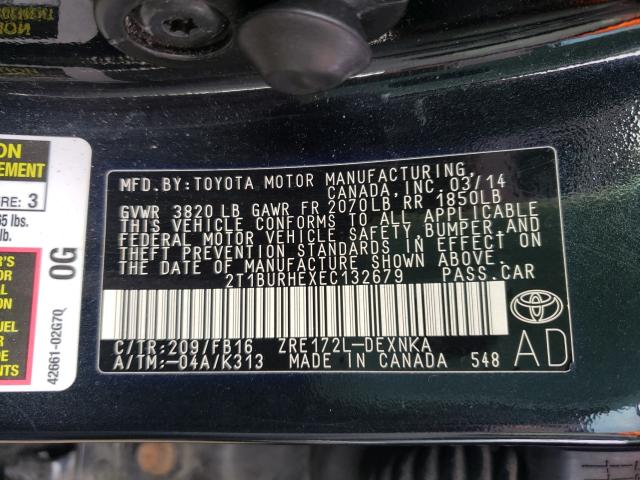 MFD.BY:TOYOTA MOTOR MANUFACTURING,
CANADA, INC. 03/14
GVWR 3820 LB GAWR FR 2070LB,RR 1850LB
THIS VEHICLE CONFORMS TO ALL APPLICABLE
FEDERAL MOTOR VEHICLE SAFETY,BUMPER,AND
THEFT PREVENTION STANDARDS IN EFFECT ON
THE DATE OF MANUFACTURE SHOWN ABOVE.
2T1BURHEXEC132679 PASS.CAR
C/TR:209/FB16 ZRE172L-DEXNKA
A/TM:-04A/K313 MADE IN CANADA 548
AD
3
lbs.
lb.
0G
42661-02G70